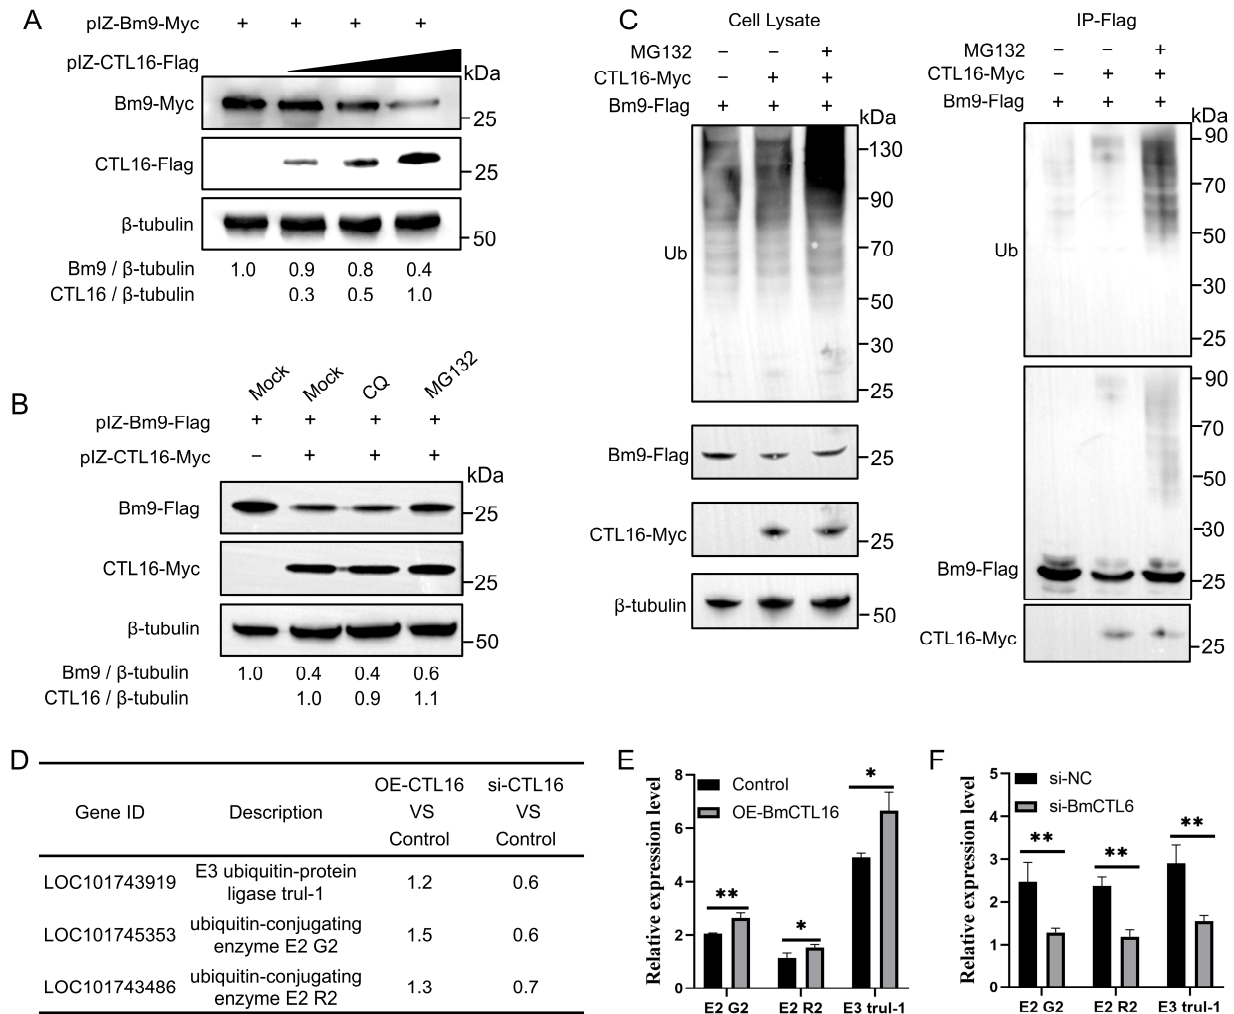 A
pIZ-Bm9-Myc + + + +
pIZ-CTL16-Flag
kDa
Bm9-Myc
25
CTL16-Flag
25
β-tubulin
50
Bm9 / β-tubulin 1.0 0.9 0.8 0.4
CTL16 / β-tubulin 0.3 0.5 1.0
B
Mock Mock CQ MG132
pIZ-Bm9-Flag + + + +
pIZ-CTL16-Myc – + + +
kDa
Bm9-Flag
25
CTL16-Myc
25
β-tubulin
50
Bm9 / β-tubulin 1.0 0.4 0.4 0.6
CTL16 / β-tubulin 1.0 0.9 1.1
C
Cell Lysate
MG132 – – +
CTL16-Myc – + +
Bm9-Flag + + +
kDa
130
90
70
Ub
50
30
25
Bm9-Flag
25
CTL16-Myc
25
β-tubulin
50
IP-Flag
MG132 – – +
CTL16-Myc – + +
Bm9-Flag + + +
kDa
90
70
50
Ub
30
25
90
70
50
30
Bm9-Flag
25
CTL16-Myc
25
D
Gene ID Description OE-CTL16 VS Control si-CTL16 VS Control
LOC101743919 E3 ubiquitin-protein ligase trul-1 1.2 0.6
LOC101745353 ubiquitin-conjugating enzyme E2 G2 1.5 0.6
LOC101743486 ubiquitin-conjugating enzyme E2 R2 1.3 0.7
E
Relative expression level
8
6
4
2
0
Control
OE-BmCTL16
**
*
*
E2 G2 E2 R2 E3 trul-1
F
Relative expression level
5
4
3
2
1
0
si-NC
si-BmCTL6
**
**
**
E2 G2 E2 R2 E3 trul-1